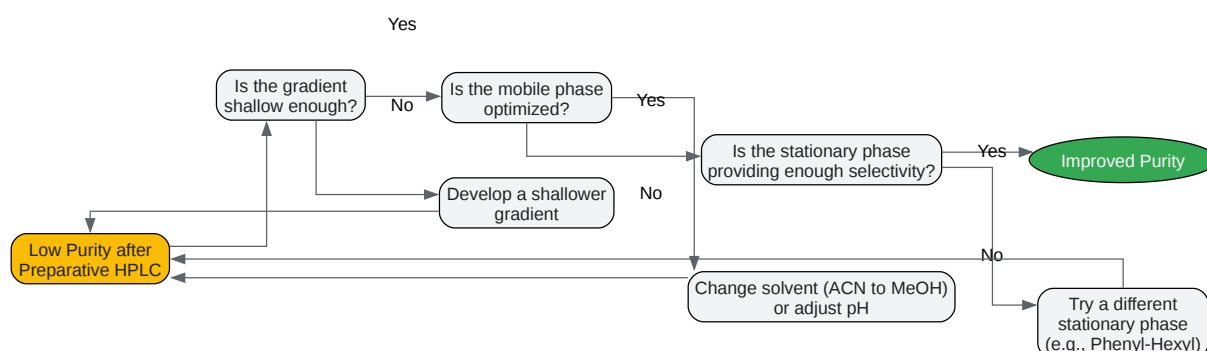 Yes
Is the gradient
shallow enough?
No
Is the mobile phase
optimized?
Yes
Is the stationary phase
providing enough selectivity?
Yes
Improved Purity
Develop a shallower
gradient
No
Low Purity after
Preparative HPLC
No
Change solvent (ACN to MeOH)
or adjust pH
Try a different
stationary phase
(e.g., Phenyl-Hexyl)